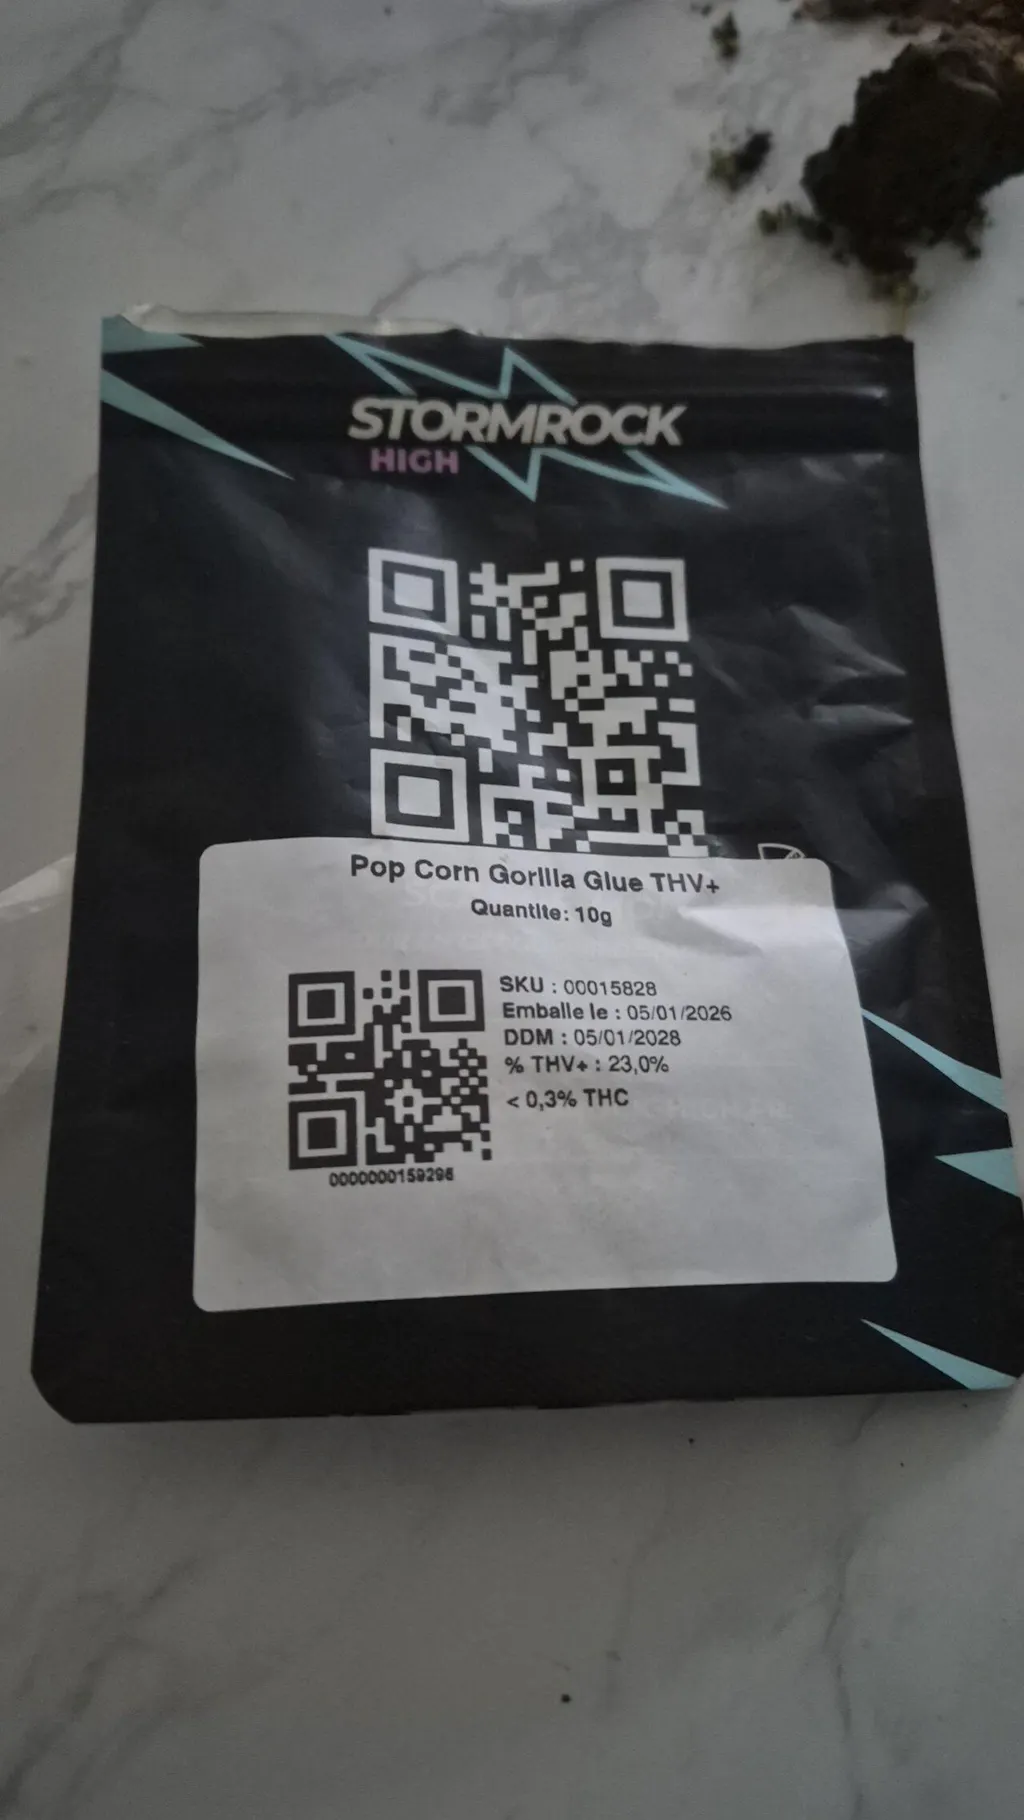 STORMROCK
HIGH
Pop Corn Gorilla Glue THV+
Quantite: 10g
SKU : 00015828
Emballe le : 05/01/2026
DDM : 05/01/2028
% THV+ : 23,0%
< 0,3% THC
0000000159296